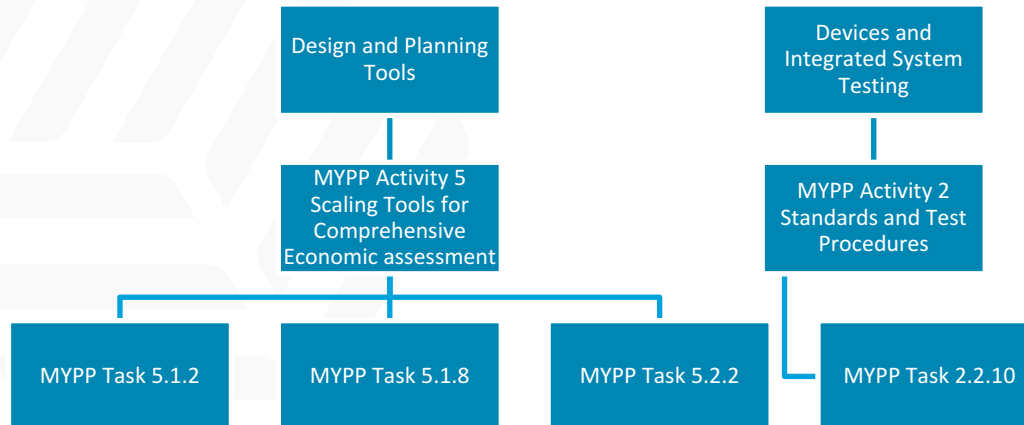 Design and Planning
Tools
Devices and
Integrated System
Testing
MYPP Activity 5
Scaling Tools for
Comprehensive
Economic assessment
MYPP Activity 2
Standards and Test
Procedures
MYPP Task 5.1.2
MYPP Task 5.1.8
MYPP Task 5.2.2
MYPP Task 2.2.10